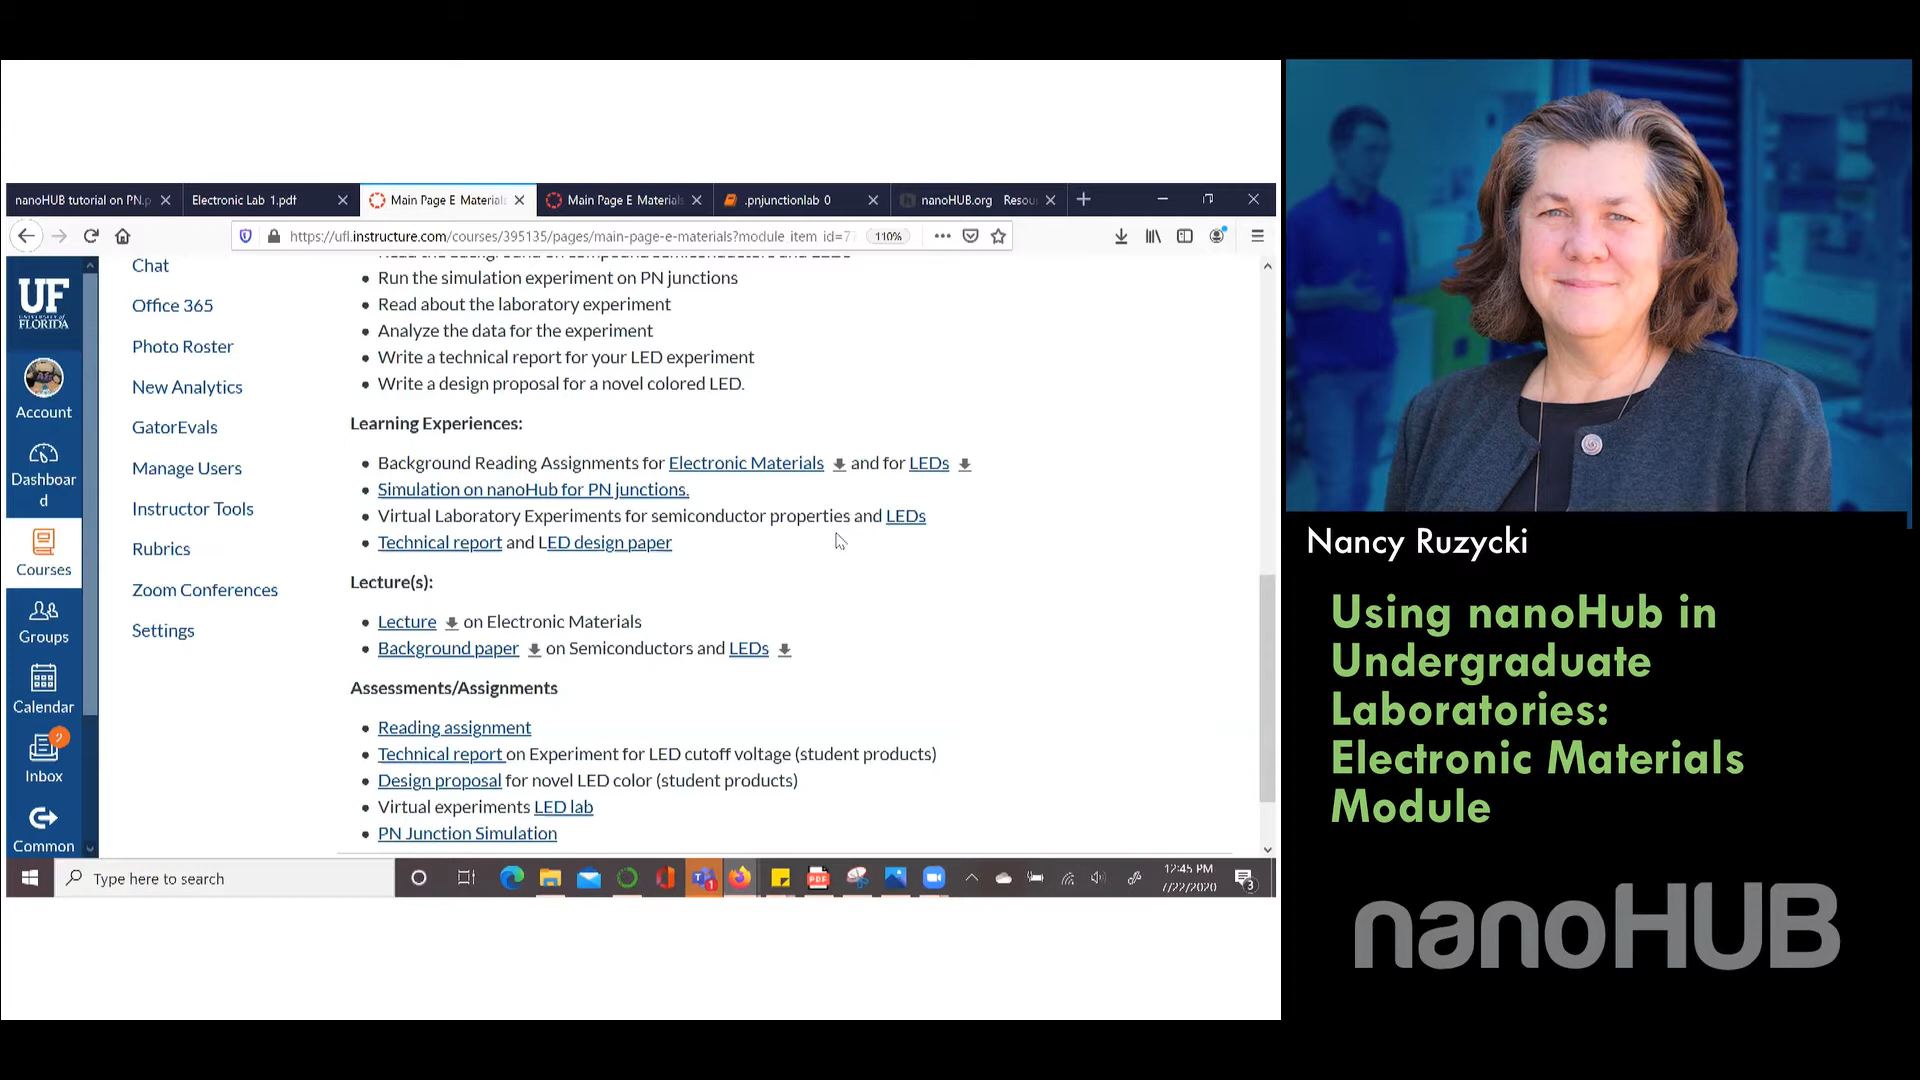 nanoHUB tutorial on PN.p
Electronic Lab 1.pdf
Main Page E Materials
Main Page E Materials
.pnjunctionlab 0
nanoHUB.org Resou
https://ufl.instructure.com/courses/395135/pages/main-page-e-materials?module_item_id=7
110%
UF
UNIVERSITY of
FLORIDA
Account
Dashboar
d
Courses
Groups
Calendar
2
Inbox
Common
Chat
Office 365
Photo Roster
New Analytics
GatorEvals
Manage Users
Instructor Tools
Rubrics
Zoom Conferences
Settings
Run the simulation experiment on PN junctions
Read about the laboratory experiment
Analyze the data for the experiment
Write a technical report for your LED experiment
Write a design proposal for a novel colored LED.
Learning Experiences:
Background Reading Assignments for Electronic Materials and for LEDs
Simulation on nanoHub for PN junctions.
Virtual Laboratory Experiments for semiconductor properties and LEDs
Technical report and LED design paper
Lecture(s):
Lecture on Electronic Materials
Background paper on Semiconductors and LEDs
Assessments/Assignments
Reading assignment
Technical report on Experiment for LED cutoff voltage (student products)
Design proposal for novel LED color (student products)
Virtual experiments LED lab
PN Junction Simulation
Type here to search
1
PDF
12:45 PM
7/22/2020
3
Nancy Ruzycki
Using nanoHub in
Undergraduate
Laboratories:
Electronic Materials
Module
nanoHUB